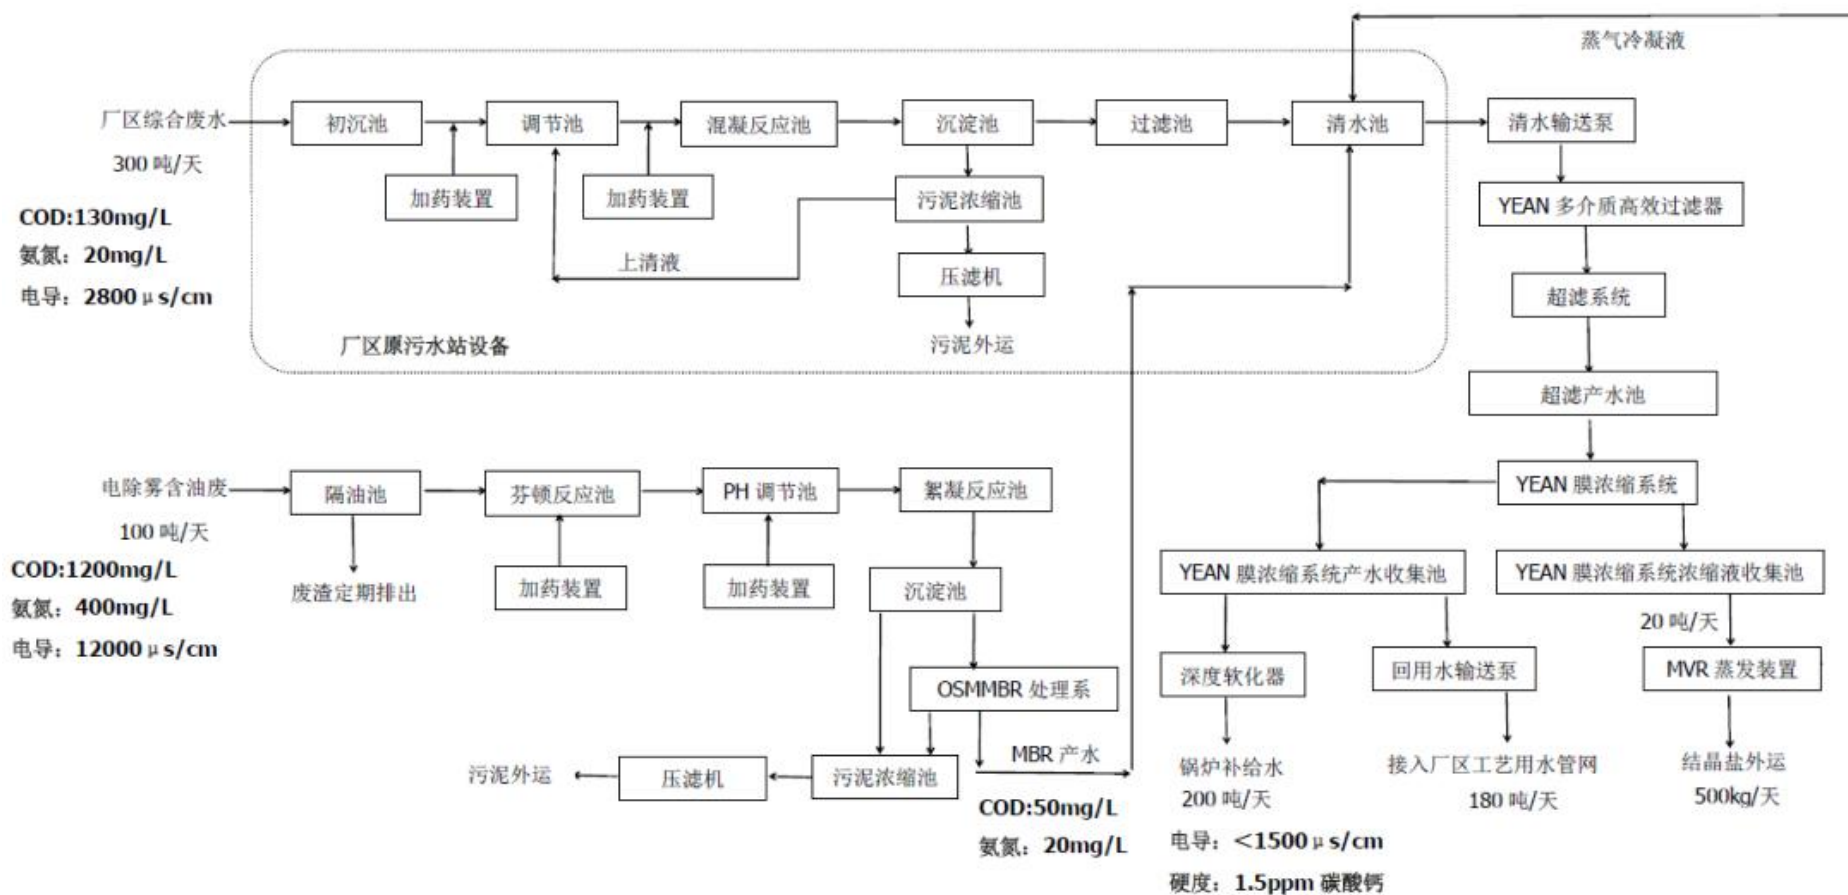 蒸气冷凝液
厂区综合废水
300 吨/天
COD:130mg/L
氨氮：20mg/L
电导：2800μs/cm
初沉池
调节池
混凝反应池
沉淀池
过滤池
清水池
清水输送泵
加药装置
加药装置
污泥浓缩池
上清液
压滤机
污泥外运
厂区原污水站设备
YEAN 多介质高效过滤器
超滤系统
超滤产水池
YEAN 膜浓缩系统
电除雾含油废
100 吨/天
COD:1200mg/L
氨氮：400mg/L
电导：12000μs/cm
隔油池
芬顿反应池
PH 调节池
絮凝反应池
废渣定期排出
加药装置
加药装置
沉淀池
OSMMBR 处理系
MBR 产水
污泥浓缩池
压滤机
污泥外运
COD:50mg/L
氨氮：20mg/L
YEAN 膜浓缩系统产水收集池
YEAN 膜浓缩系统浓缩液收集池
20 吨/天
深度软化器
回用水输送泵
MVR 蒸发装置
锅炉补给水
200 吨/天
电导：＜1500μs/cm
硬度：1.5ppm 碳酸钙
接入厂区工艺用水管网
180 吨/天
结晶盐外运
500kg/天